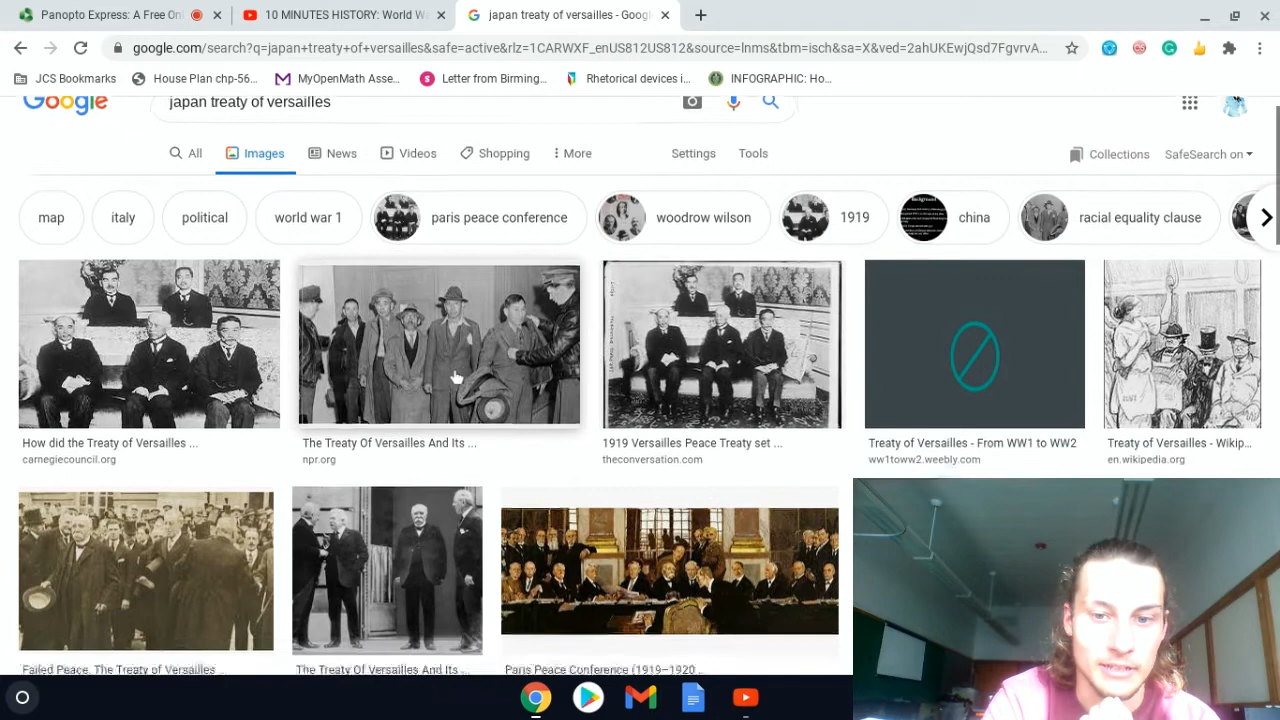 Panopto Express: A Free Onl
10 MINUTES HISTORY: World Wa
japan treaty of versailles - Googl
google.com/search?q=japan+treaty+of+versailles&safe=active&rlz=1CARWXF_enUS812US812&source=lnms&tbm=isch&sa=X&ved=2ahUKEwjQsd7FgvrvA...
JCS Bookmarks House Plan chp-56... MyOpenMath Asse... Letter from Birming... Rhetorical devices i... INFOGRAPHIC: Ho...
Google japan treaty of versailles
All Images News Videos Shopping More Settings Tools Collections SafeSearch on
map italy political world war 1 paris peace conference woodrow wilson 1919 china racial equality clause
Background
How did the Treaty of Versailles ...
carnegiecouncil.org
The Treaty Of Versailles And Its ...
npr.org
1919 Versailles Peace Treaty set ...
theconversation.com
Treaty of Versailles - From WW1 to WW2
ww1toww2.weebly.com
Treaty of Versailles - Wikip...
en.wikipedia.org
Failed Peace, The Treaty of Versailles
The Treaty Of Versailles And Its ...
Paris Peace Conference (1919–1920 ...